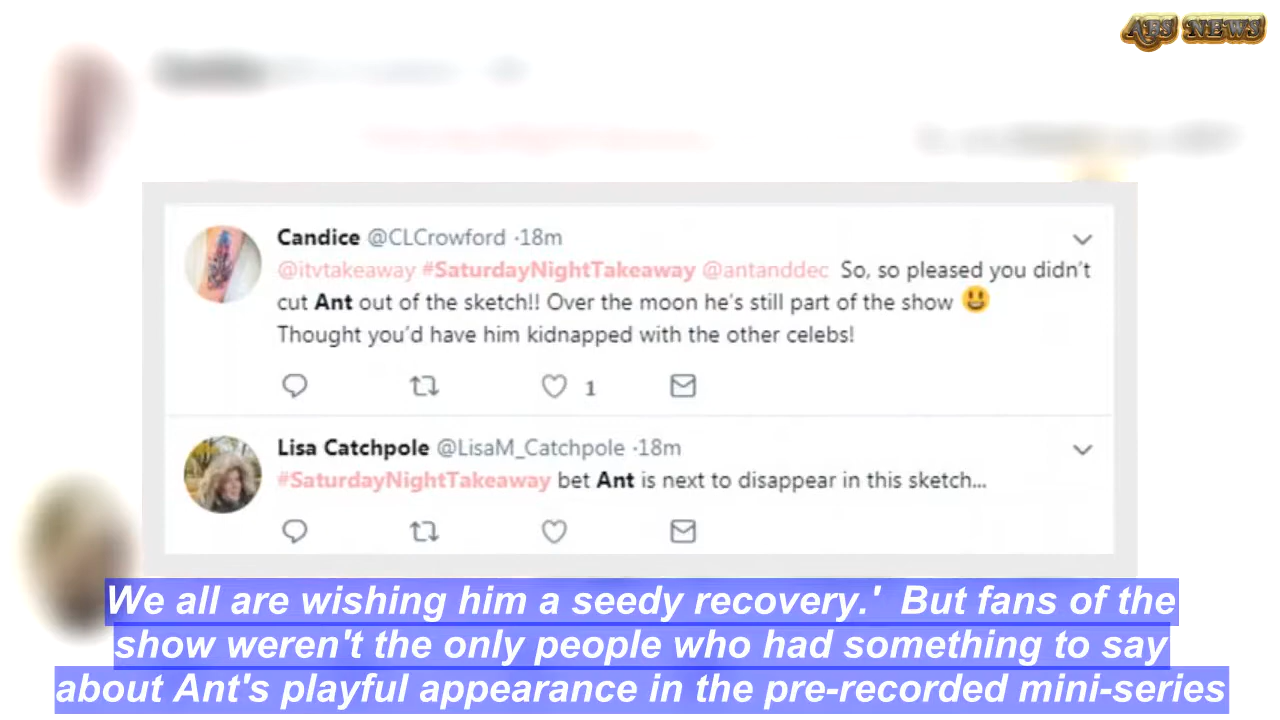 ABS NEWS
Candice @CLCrowford ·18m
@itvtakeaway #SaturdayNightTakeaway @antanddec So, so pleased you didn't
cut Ant out of the sketch!! Over the moon he's still part of the show 😃
Thought you'd have him kidnapped with the other celebs!
1
Lisa Catchpole @LisaM_Catchpole ·18m
#SaturdayNightTakeaway bet Ant is next to disappear in this sketch...
We all are wishing him a seedy recovery.' But fans of the
show weren't the only people who had something to say
about Ant's playful appearance in the pre-recorded mini-series